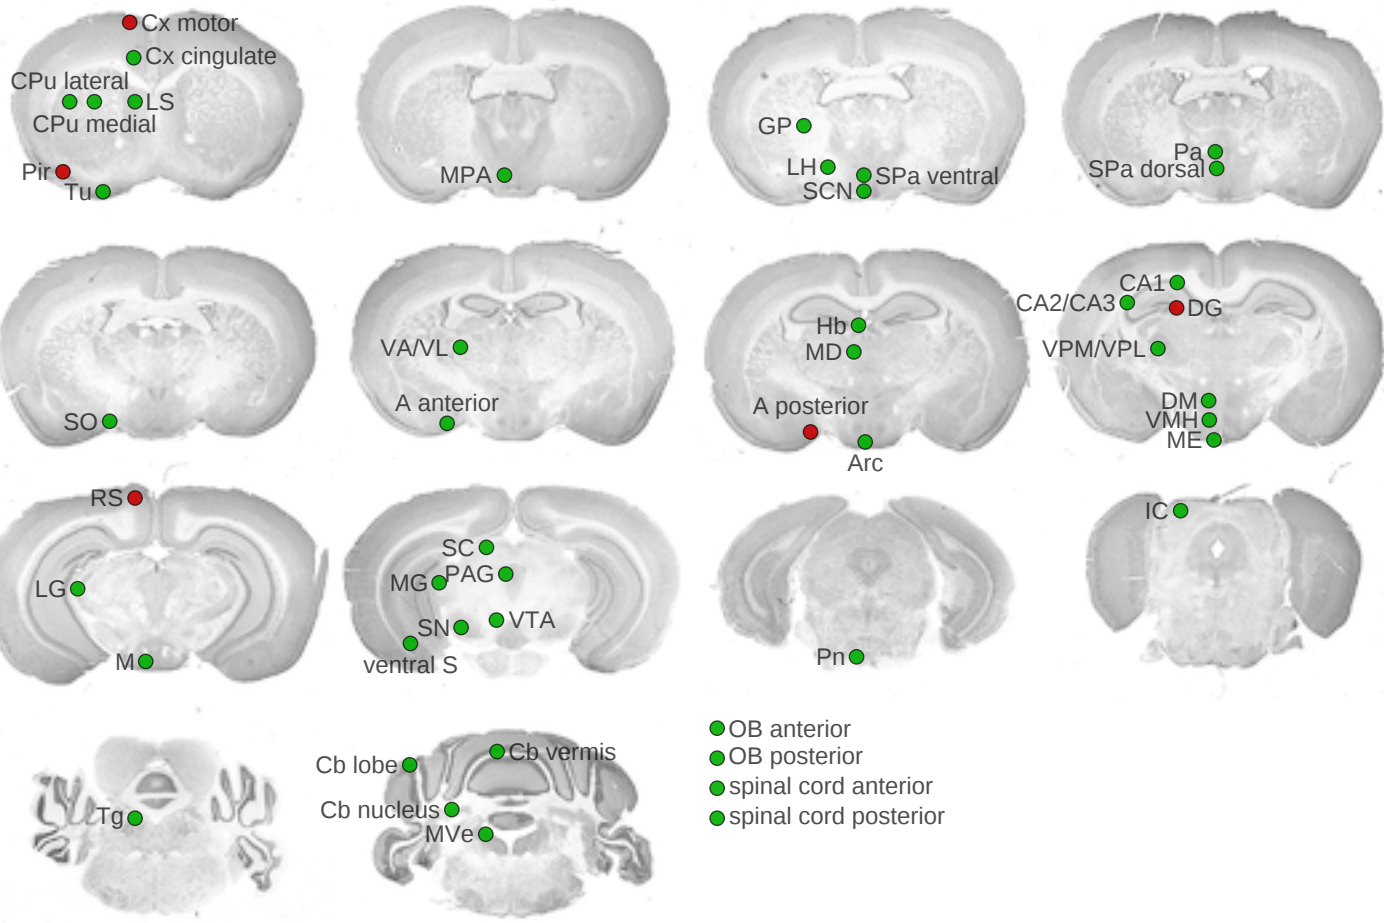 Cx motor
Cx cingulate
CPu lateral
LS
CPu medial
Pir
Tu
MPA
GP
LH
SPa ventral
SCN
Pa
SPa dorsal
SO
VA/VL
A anterior
Hb
MD
A posterior
Arc
CA1
CA2/CA3
DG
VPM/VPL
DM
VMH
ME
RS
LG
M
SC
MG
PAG
SN
VTA
ventral S
Pn
IC
Tg
Cb lobe
Cb vermis
Cb nucleus
MVe
OB anterior
OB posterior
spinal cord anterior
spinal cord posterior